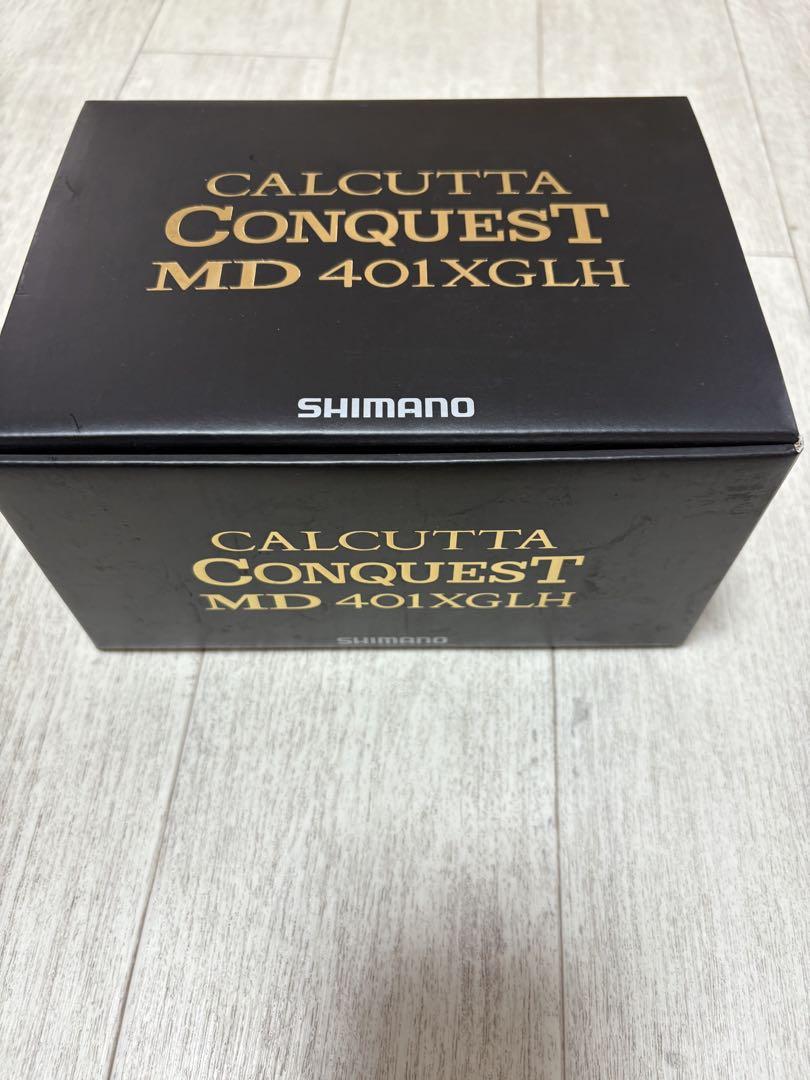 CALCUTTA
CONQUEST
MD 401XGLH
SHIMANO
CALCUTTA
CONQUEST
MD 401XGLH
SHIMANO